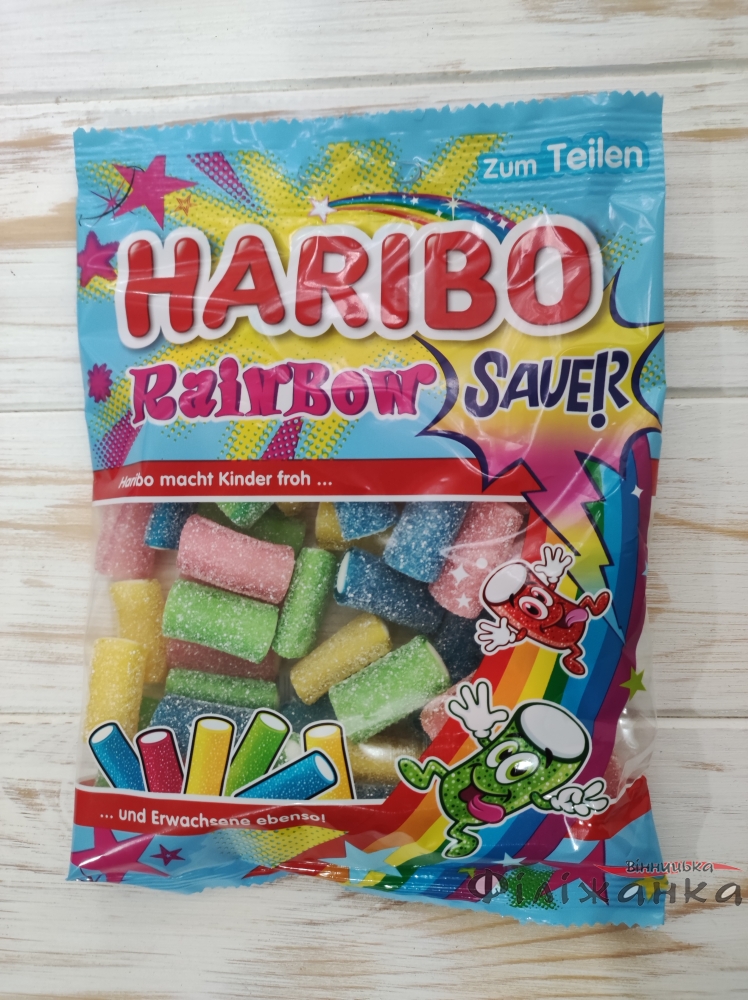 Zum Teilen
HARIBO
RainBow SAUER
Haribo macht Kinder froh ...
... und Erwachsene ebenso!
Вінницька
Філіжанка